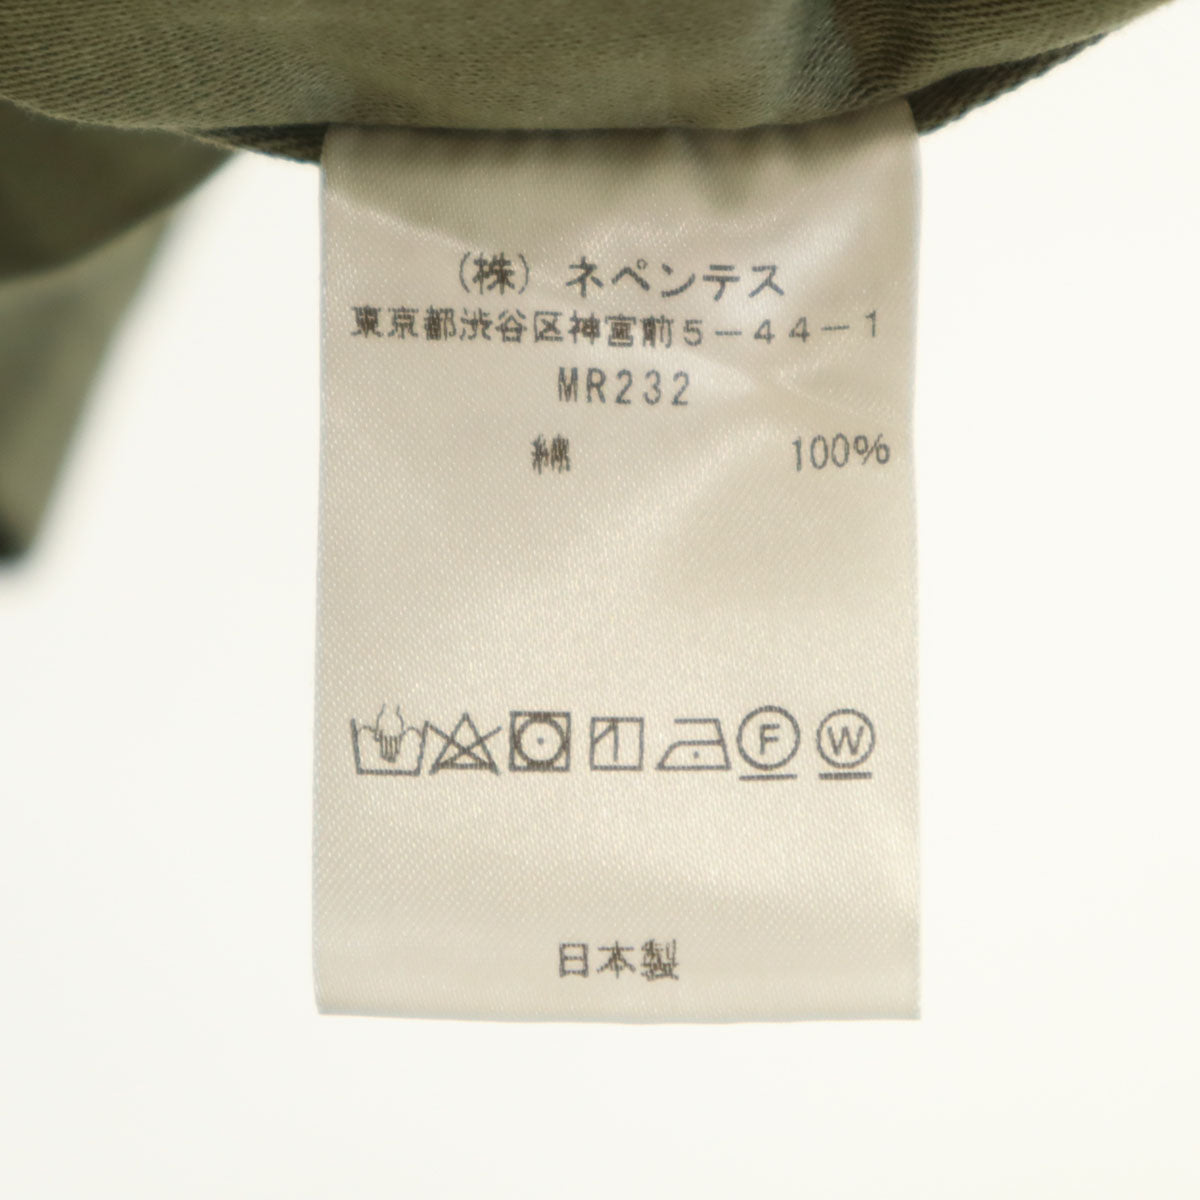 (株) ネペンテス
東京都渋谷区神宮前5-44-1
MR232
綿 100%
F W
日本製